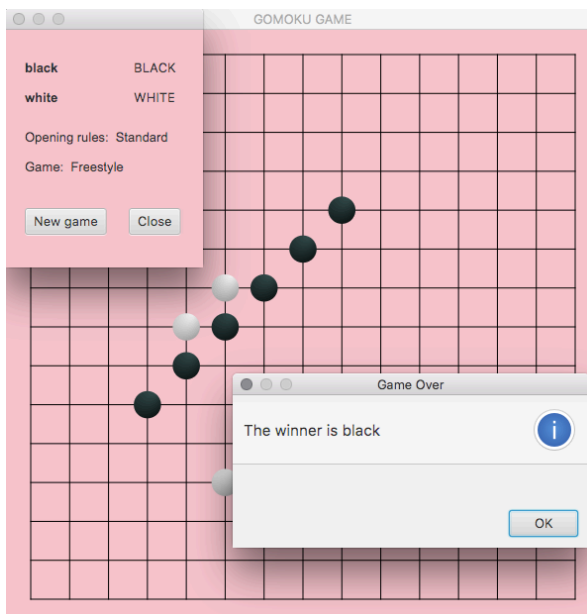 GOMOKU GAME
black BLACK
white WHITE
Opening rules: Standard
Game: Freestyle
New game Close
Game Over
The winner is black
i
OK